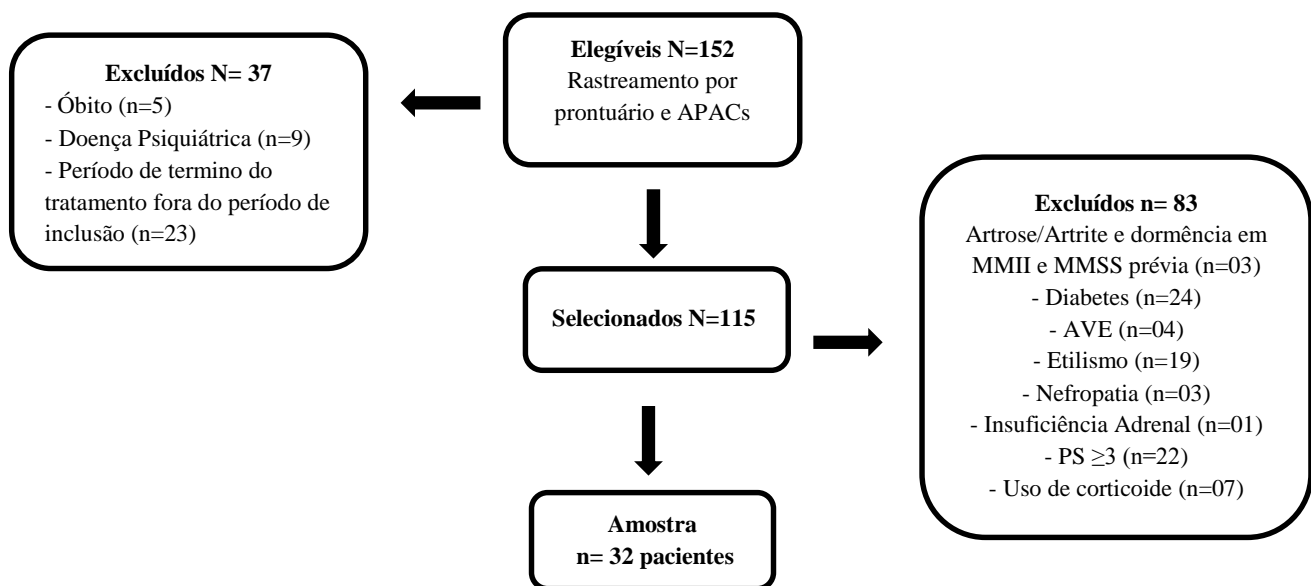 Elegíveis N=152
Rastreamento por
prontuário e APACs
Excluídos N= 37
- Óbito (n=5)
- Doença Psiquiátrica (n=9)
- Período de termino do
tratamento fora do período de
inclusão (n=23)
Selecionados N=115
Excluídos n= 83
Artrose/Artrite e dormência em
MMII e MMSS prévia (n=03)
- Diabetes (n=24)
- AVE (n=04)
- Etilismo (n=19)
- Nefropatia (n=03)
- Insuficiência Adrenal (n=01)
- PS ≥3 (n=22)
- Uso de corticoide (n=07)
Amostra
n= 32 pacientes